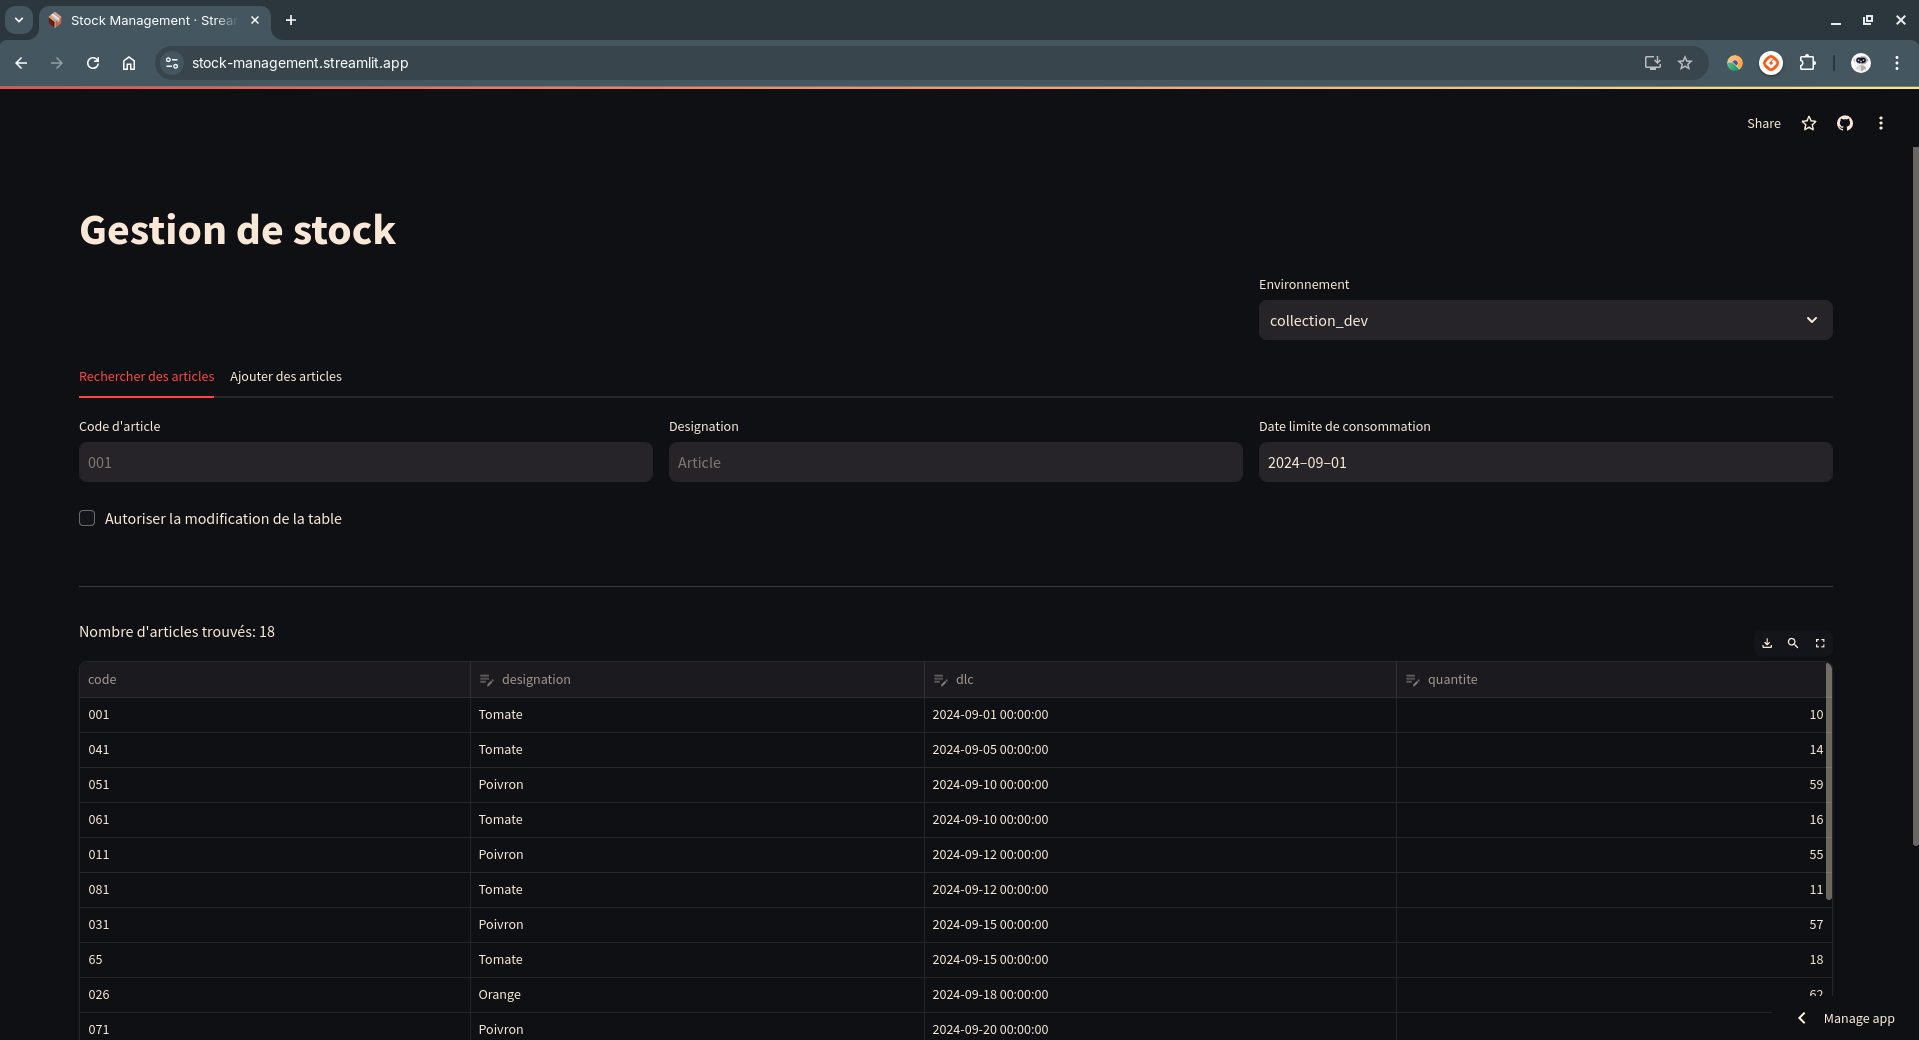 Stock Management · Strea
stock-management.streamlit.app
Share
Gestion de stock
Environnement
collection_dev
Rechercher des articles Ajouter des articles
Code d'article Designation Date limite de consommation
001 Article 2024–09–01
Autoriser la modification de la table
Nombre d'articles trouvés: 18
code designation dlc quantite
001 Tomate 2024-09-01 00:00:00 10
041 Tomate 2024-09-05 00:00:00 14
051 Poivron 2024-09-10 00:00:00 59
061 Tomate 2024-09-10 00:00:00 16
011 Poivron 2024-09-12 00:00:00 55
081 Tomate 2024-09-12 00:00:00 11
031 Poivron 2024-09-15 00:00:00 57
65 Tomate 2024-09-15 00:00:00 18
026 Orange 2024-09-18 00:00:00 62
071 Poivron 2024-09-20 00:00:00
Manage app